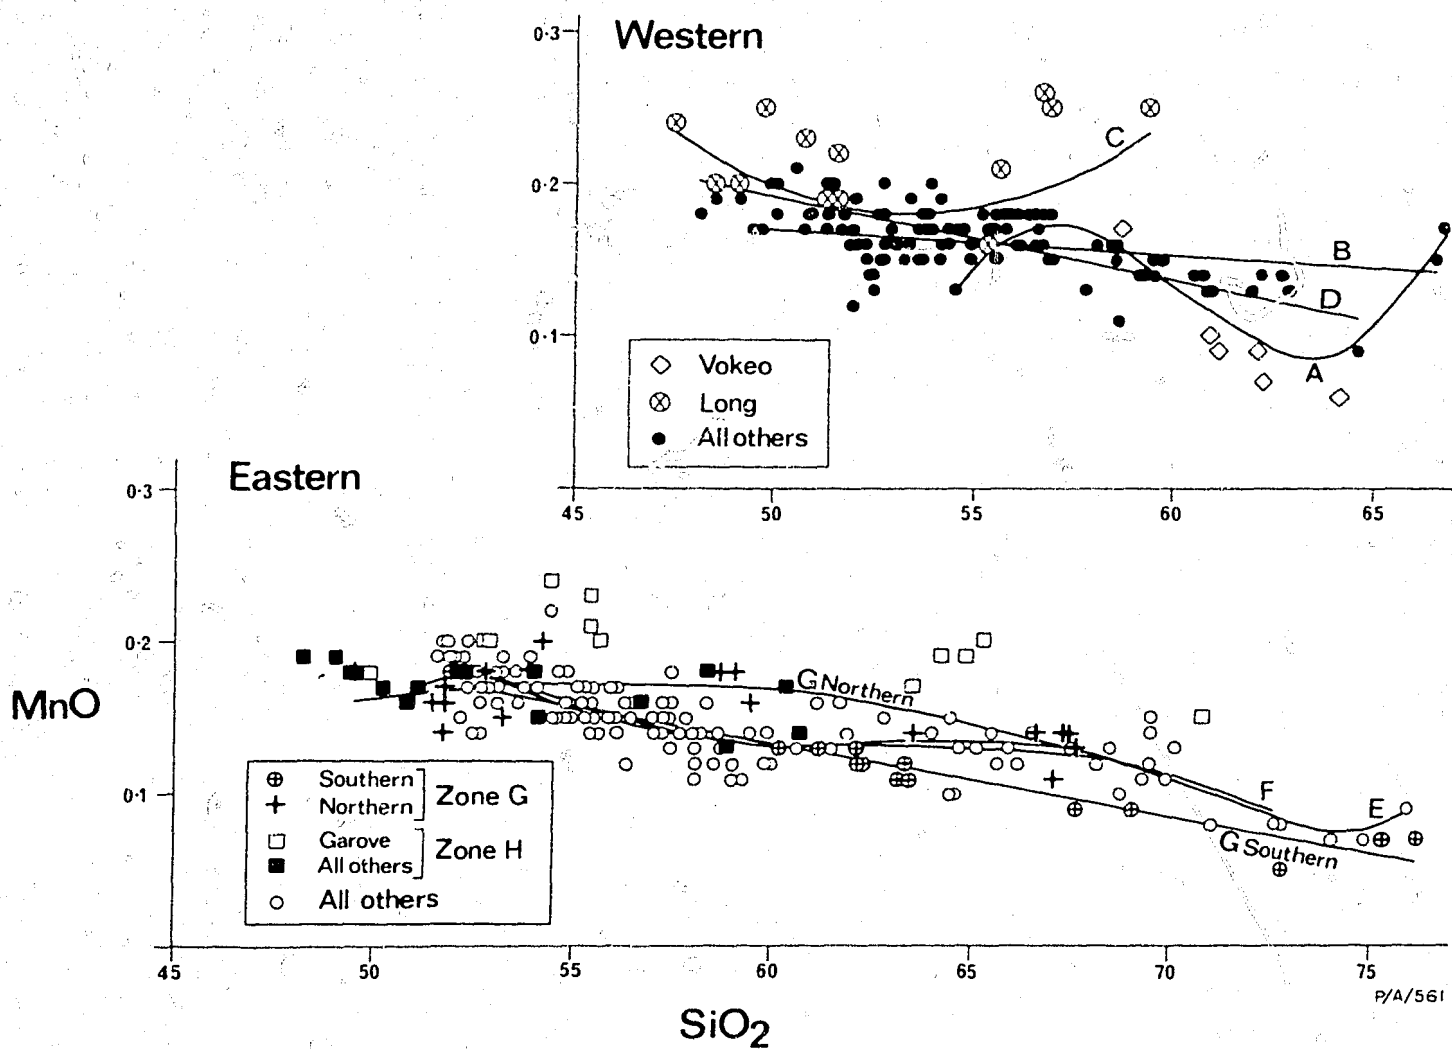 Western
0·3
0·2
0·1
C
B
D
A
Vokeo
Long
All others
45 50 55 60 65
Eastern
0·3
0·2
0·1
MnO
G Northern
F
E
G Southern
Southern
Northern
Zone G
Garove
All others
Zone H
All others
45 50 55 60 65 70 75
P/A/561
SiO2